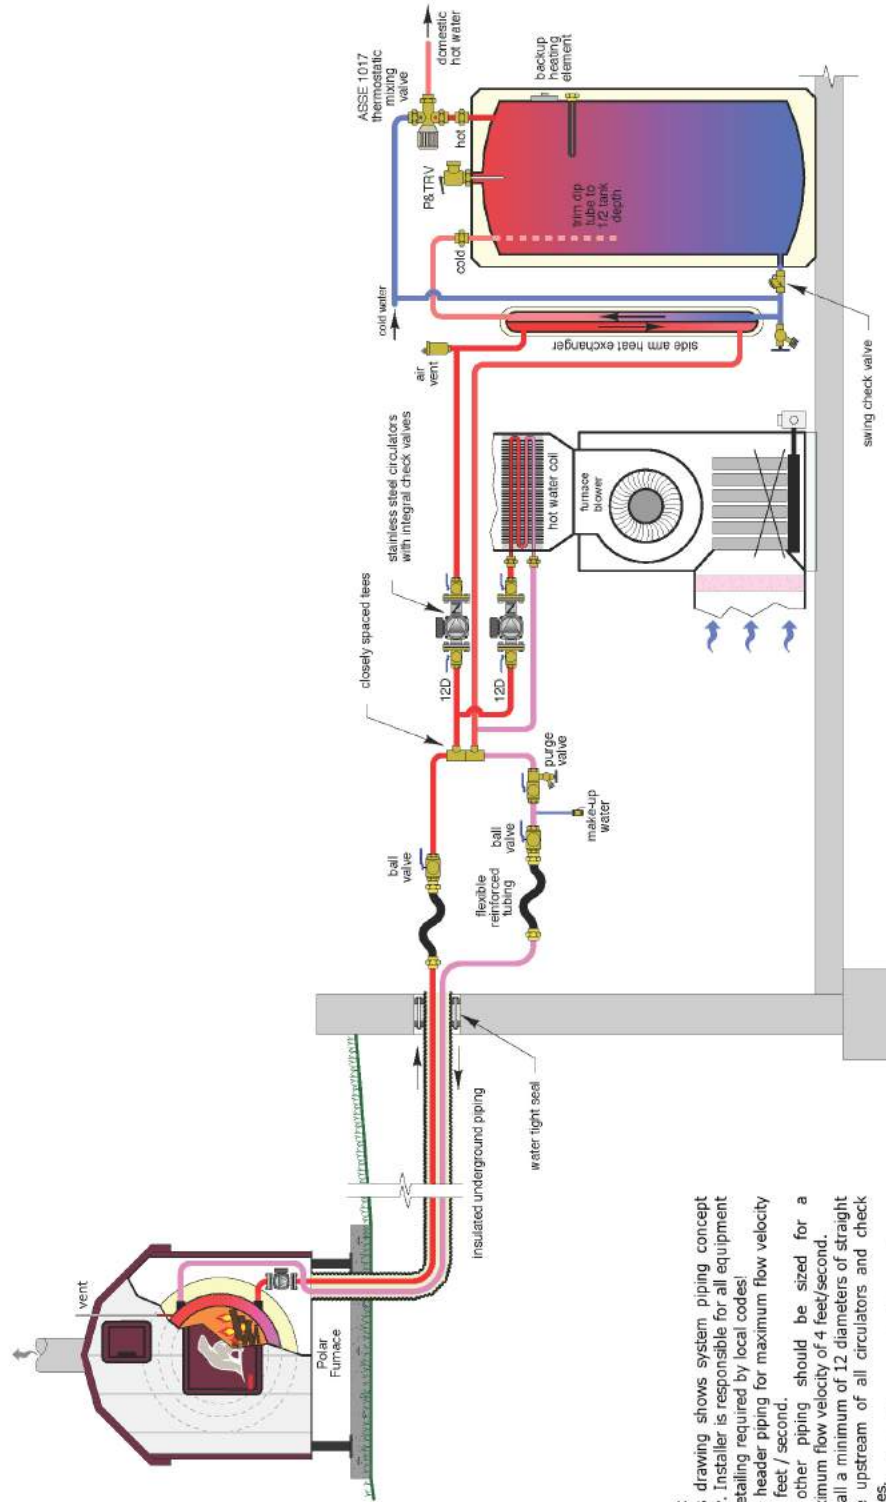 vent
Polar
Furnace
insulated underground piping
water tight seal
ball
valve
flexible
reinforced
tubing
ball
valve
make-up
water
purge
valve
closely spaced tees
stainless steel circulators
with integral check valves
12D
12D
hot water coil
furnace
blower
air
vent
side arm heat exchanger
cold water
swing check valve
cold
P&TRV
hot
ASSE 1017
thermostatic
mixing
valve
domestic
hot water
trim dip
tube to
1/2 tank
depth
backup
heating
element
drawing shows system piping concept
. Installer is responsible for all equipment
etailing required by local codes!
header piping for maximum flow velocity
feet / second.
other piping should be sized for a
imum flow velocity of 4 feet/second.
all a minimum of 12 diameters of straight
upstream of all circulators and check
es.